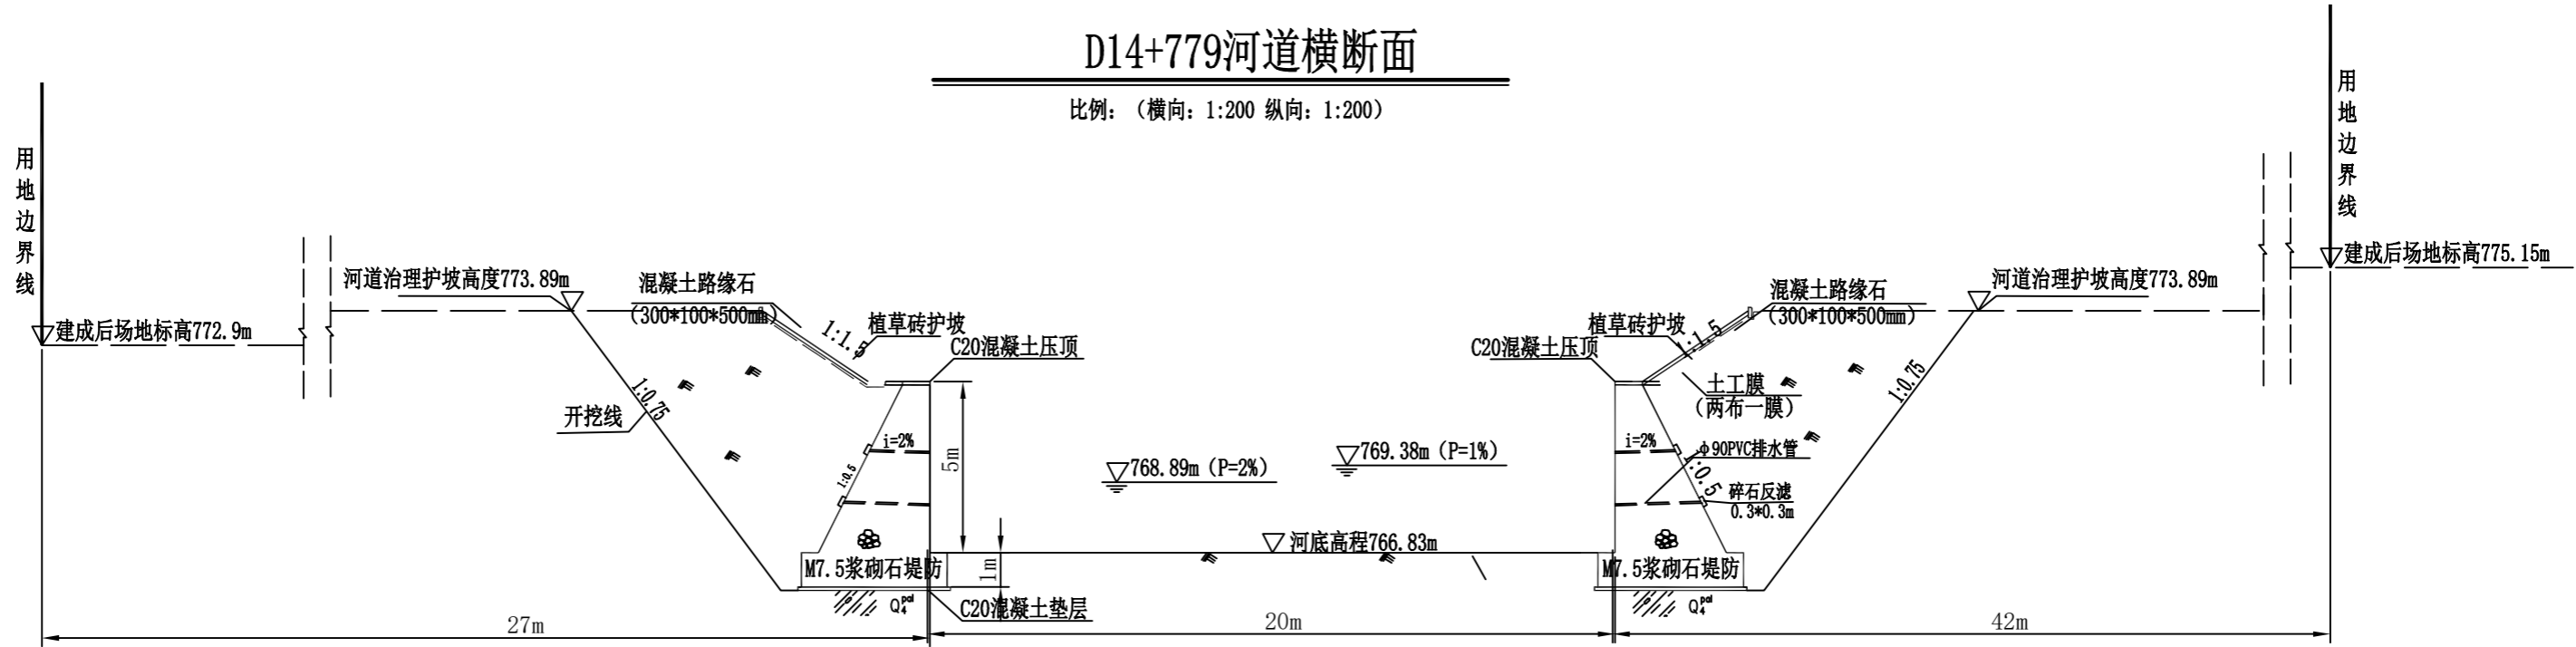 D14+779河道横断面
比例：（横向：1:200 纵向：1:200）
用地边界线
用地边界线
建成后场地标高772.9m
河道治理护坡高度773.89m
混凝土路缘石
（300*100*500mm）
1:1.5
植草砖护坡
C20混凝土压顶
1:0.75
开挖线
i=2%
1:0.5
5m
M7.5浆砌石堤防
1m
Q4pal
C20混凝土垫层
768.89m（P=2%）
769.38m（P=1%）
河底高程766.83m
植草砖护坡
C20混凝土压顶
1:1.5
混凝土路缘石
（300*100*500mm）
河道治理护坡高度773.89m
建成后场地标高775.15m
土工膜
（两布一膜）
1:0.75
i=2%
φ90PVC排水管
1:0.5
碎石反滤
0.3*0.3m
M7.5浆砌石堤防
Q4pal
27m
20m
42m